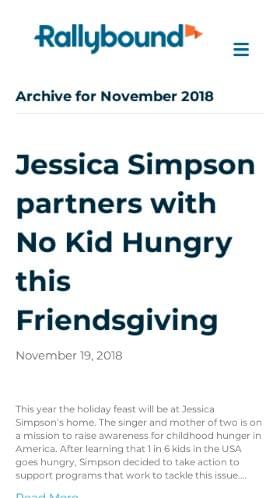 Rallybound
Archive for November 2018
Jessica Simpson
partners with
No Kid Hungry
this
Friendsgiving
November 19, 2018
This year the holiday feast will be at Jessica
Simpson's home. The singer and mother of two is on
a mission to raise awareness for childhood hunger in
America. After learning that 1 in 6 kids in the USA
goes hungry, Simpson decided to take action to
support programs that work to tackle this issue....
Read More